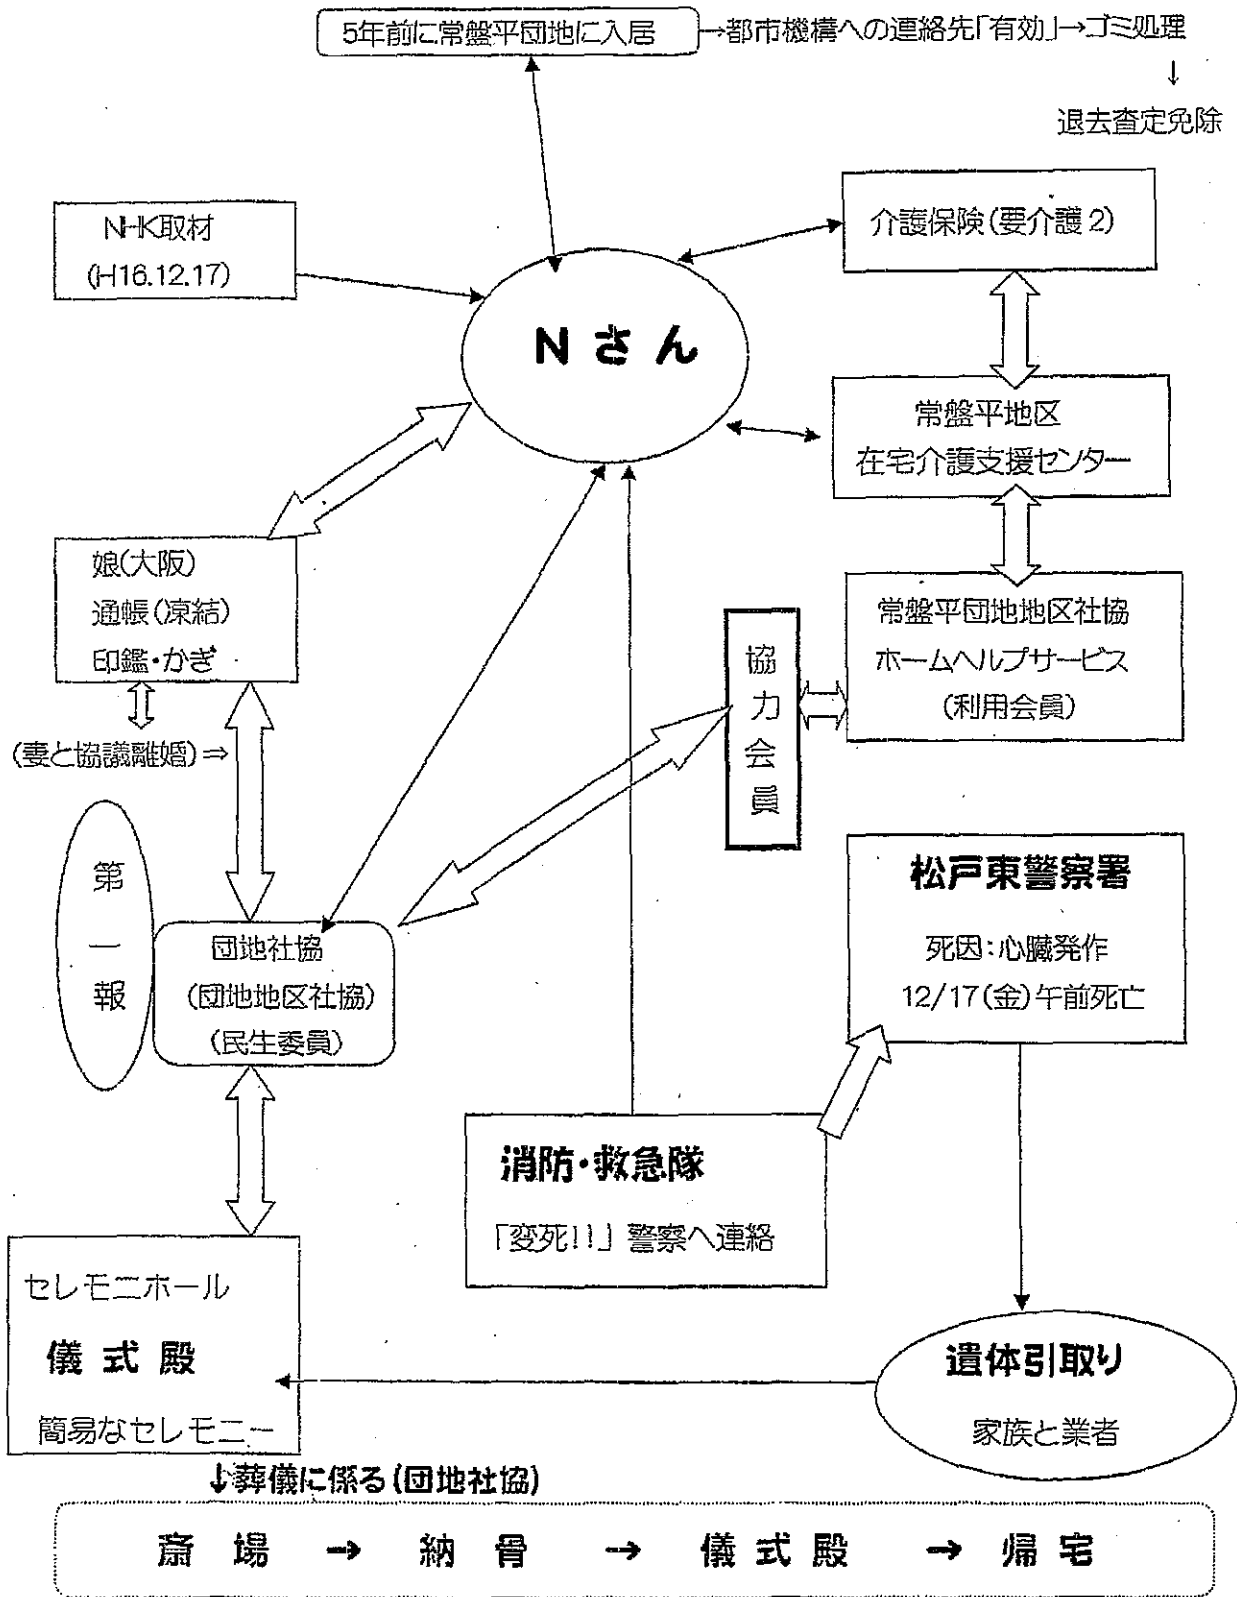 5年前に常盤平団地に入居 →都市機構への連絡先「有効」→ゴミ処理
↓
退去査定免除
NHK取材
(H16.12.17)
介護保険(要介護2)
Nさん
常盤平地区
在宅介護支援センター
娘(大阪)
通帳(凍結)
印鑑・かぎ
(妻と協議離婚)⇒
協力会員
常盤平団地地区社協
ホームヘルプサービス
(利用会員)
第一報
団地社協
(団地地区社協)
(民生委員)
松戸東警察署
死因:心臓発作
12/17(金)午前死亡
消防・救急隊
「変死!!」警察へ連絡
セレモニホール
儀式殿
簡易なセレモニー
遺体引取り
家族と業者
↓葬儀に係る(団地社協)
斎場 → 納骨 → 儀式殿 → 帰宅